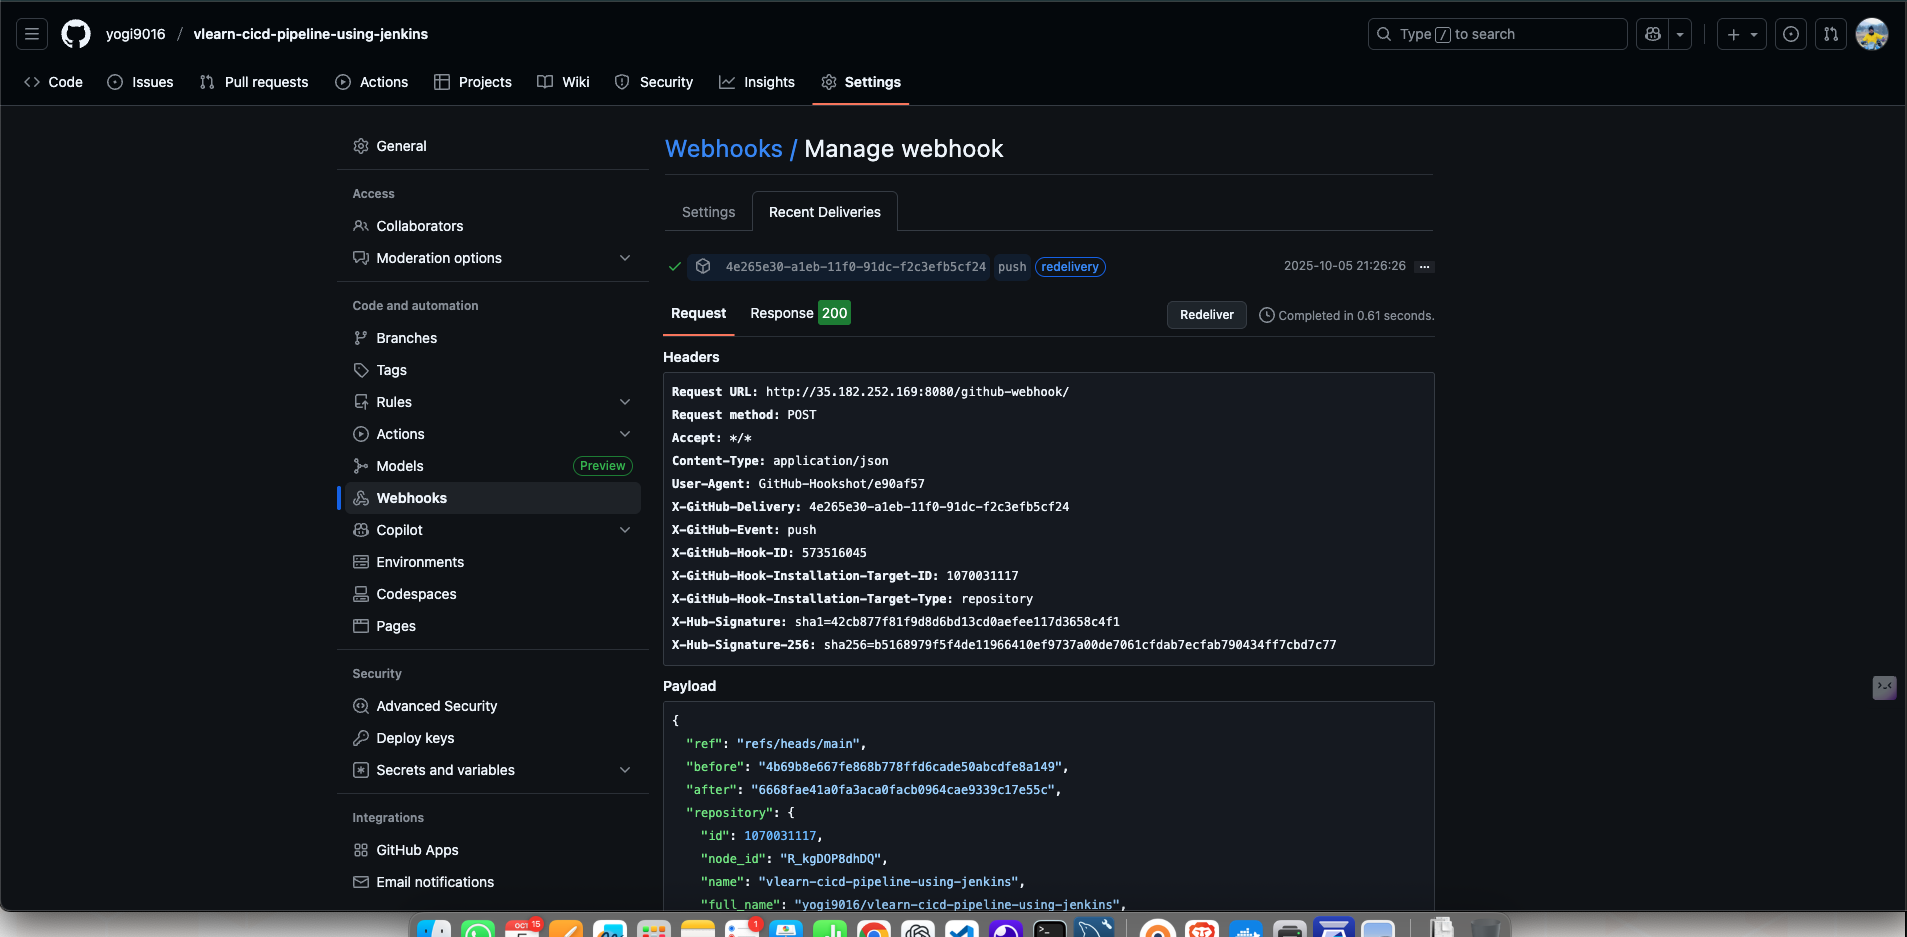 yogi9016 / vlearn-cicd-pipeline-using-jenkins
Type / to search
Code Issues Pull requests Actions Projects Wiki Security Insights Settings
General
Access
Collaborators
Moderation options
Code and automation
Branches
Tags
Rules
Actions
Models Preview
Webhooks
Copilot
Environments
Codespaces
Pages
Security
Advanced Security
Deploy keys
Secrets and variables
Integrations
GitHub Apps
Email notifications
Webhooks / Manage webhook
Settings Recent Deliveries
4e265e30-a1eb-11f0-91dc-f2c3efb5cf24 push redelivery 2025-10-05 21:26:26 ...
Request Response 200 Redeliver Completed in 0.61 seconds.
Headers
Request URL: http://35.182.252.169:8080/github-webhook/
Request method: POST
Accept: */*
Content-Type: application/json
User-Agent: GitHub-Hookshot/e90af57
X-GitHub-Delivery: 4e265e30-a1eb-11f0-91dc-f2c3efb5cf24
X-GitHub-Event: push
X-GitHub-Hook-ID: 573516045
X-GitHub-Hook-Installation-Target-ID: 1070031117
X-GitHub-Hook-Installation-Target-Type: repository
X-Hub-Signature: sha1=42cb877f81f9d8d6bd13cd0aefee117d3658c4f1
X-Hub-Signature-256: sha256=b5168979f5f4de11966410ef9737a00de7061cfdab7ecfab790434ff7cbd7c77
Payload
{
"ref": "refs/heads/main",
"before": "4b69b8e667fe868b778ffd6cade50abcdfe8a149",
"after": "6668fae41a0fa3aca0facb0964cae9339c17e55c",
"repository": {
"id": 1070031117,
"node_id": "R_kgDOP8dhDQ",
"name": "vlearn-cicd-pipeline-using-jenkins",
"full_name": "yogi9016/vlearn-cicd-pipeline-using-jenkins",
OCT 15
1